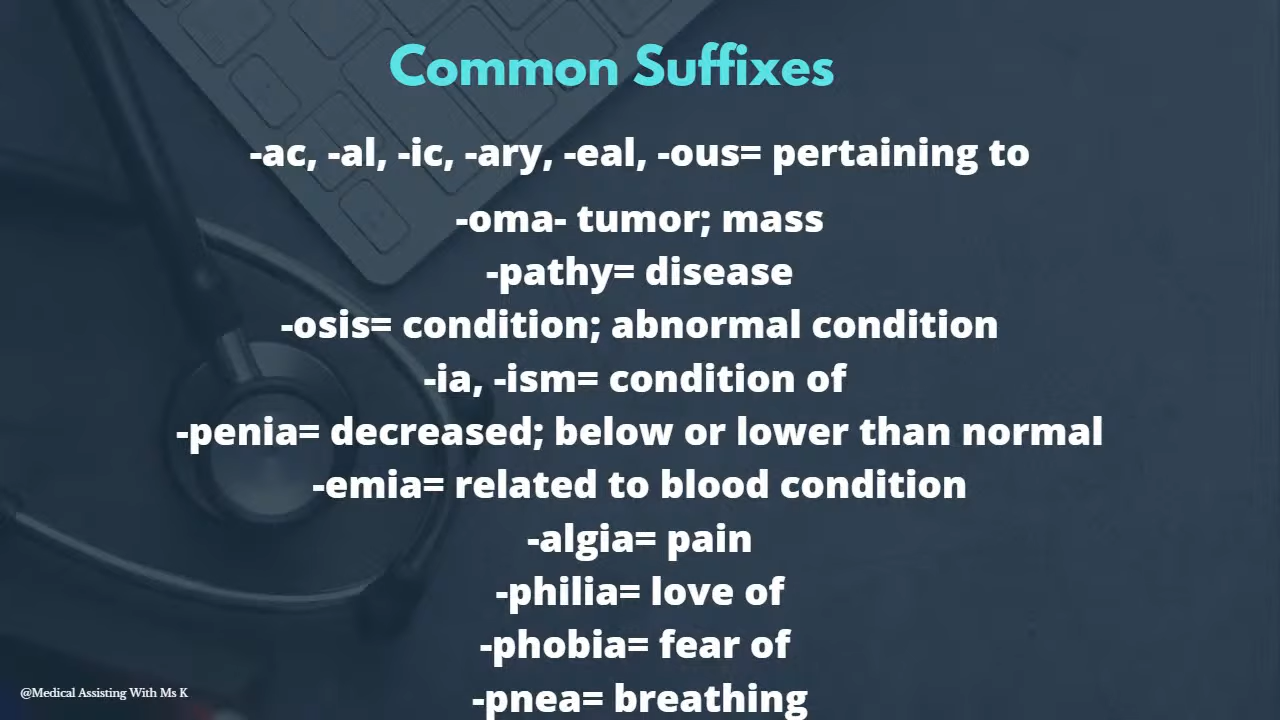 Common Suffixes
-ac, -al, -ic, -ary, -eal, -ous= pertaining to
-oma- tumor; mass
-pathy= disease
-osis= condition; abnormal condition
-ia, -ism= condition of
-penia= decreased; below or lower than normal
-emia= related to blood condition
-algia= pain
-philia= love of
-phobia= fear of
-pnea= breathing
@Medical Assisting With Ms K